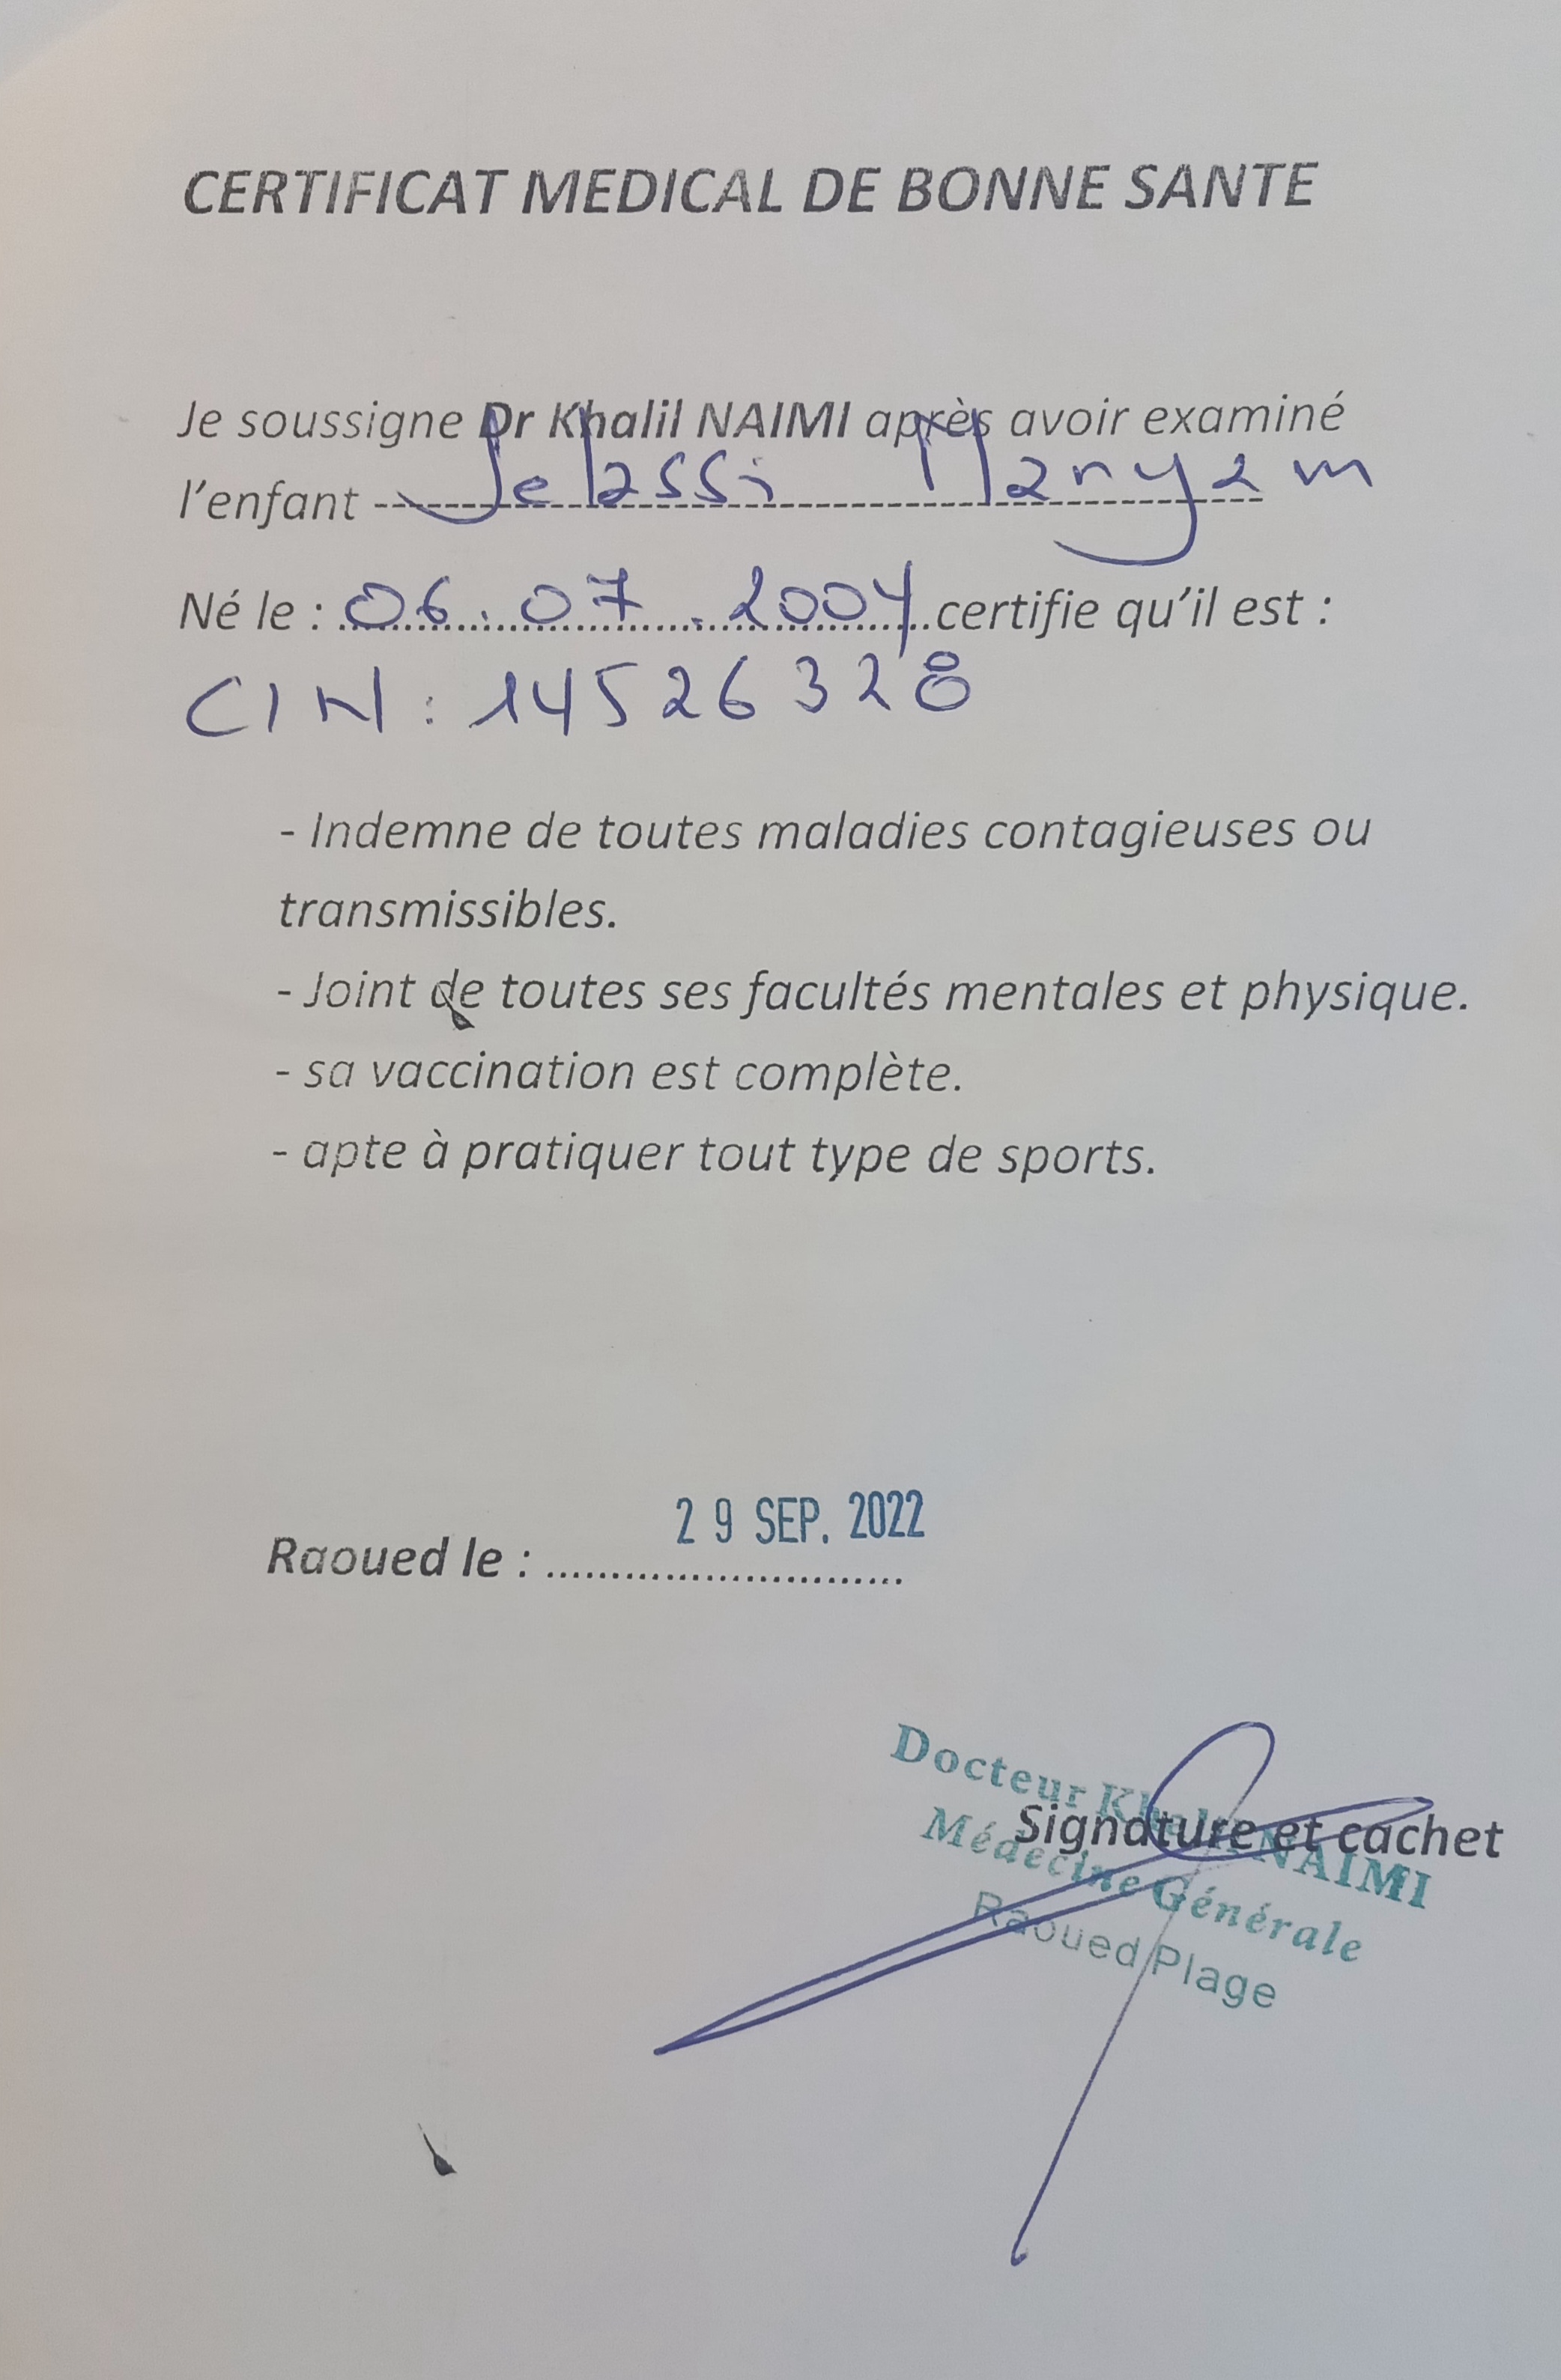 CERTIFICAT MEDICAL DE BONNE SANTE
Je soussigne Dr Khalil NAIMI après avoir examiné
l'enfant Jelassi Maryam
Né le : 06.07.2004 certifie qu'il est :
CIN : 14526328
- Indemne de toutes maladies contagieuses ou
transmissibles.
- Joint de toutes ses facultés mentales et physique.
- sa vaccination est complète.
- apte à pratiquer tout type de sports.
29 SEP. 2022
Raoued le : ............................
Signature et cachet
Docteur Khalil NAIMI
Médecine Générale
Raoued Plage